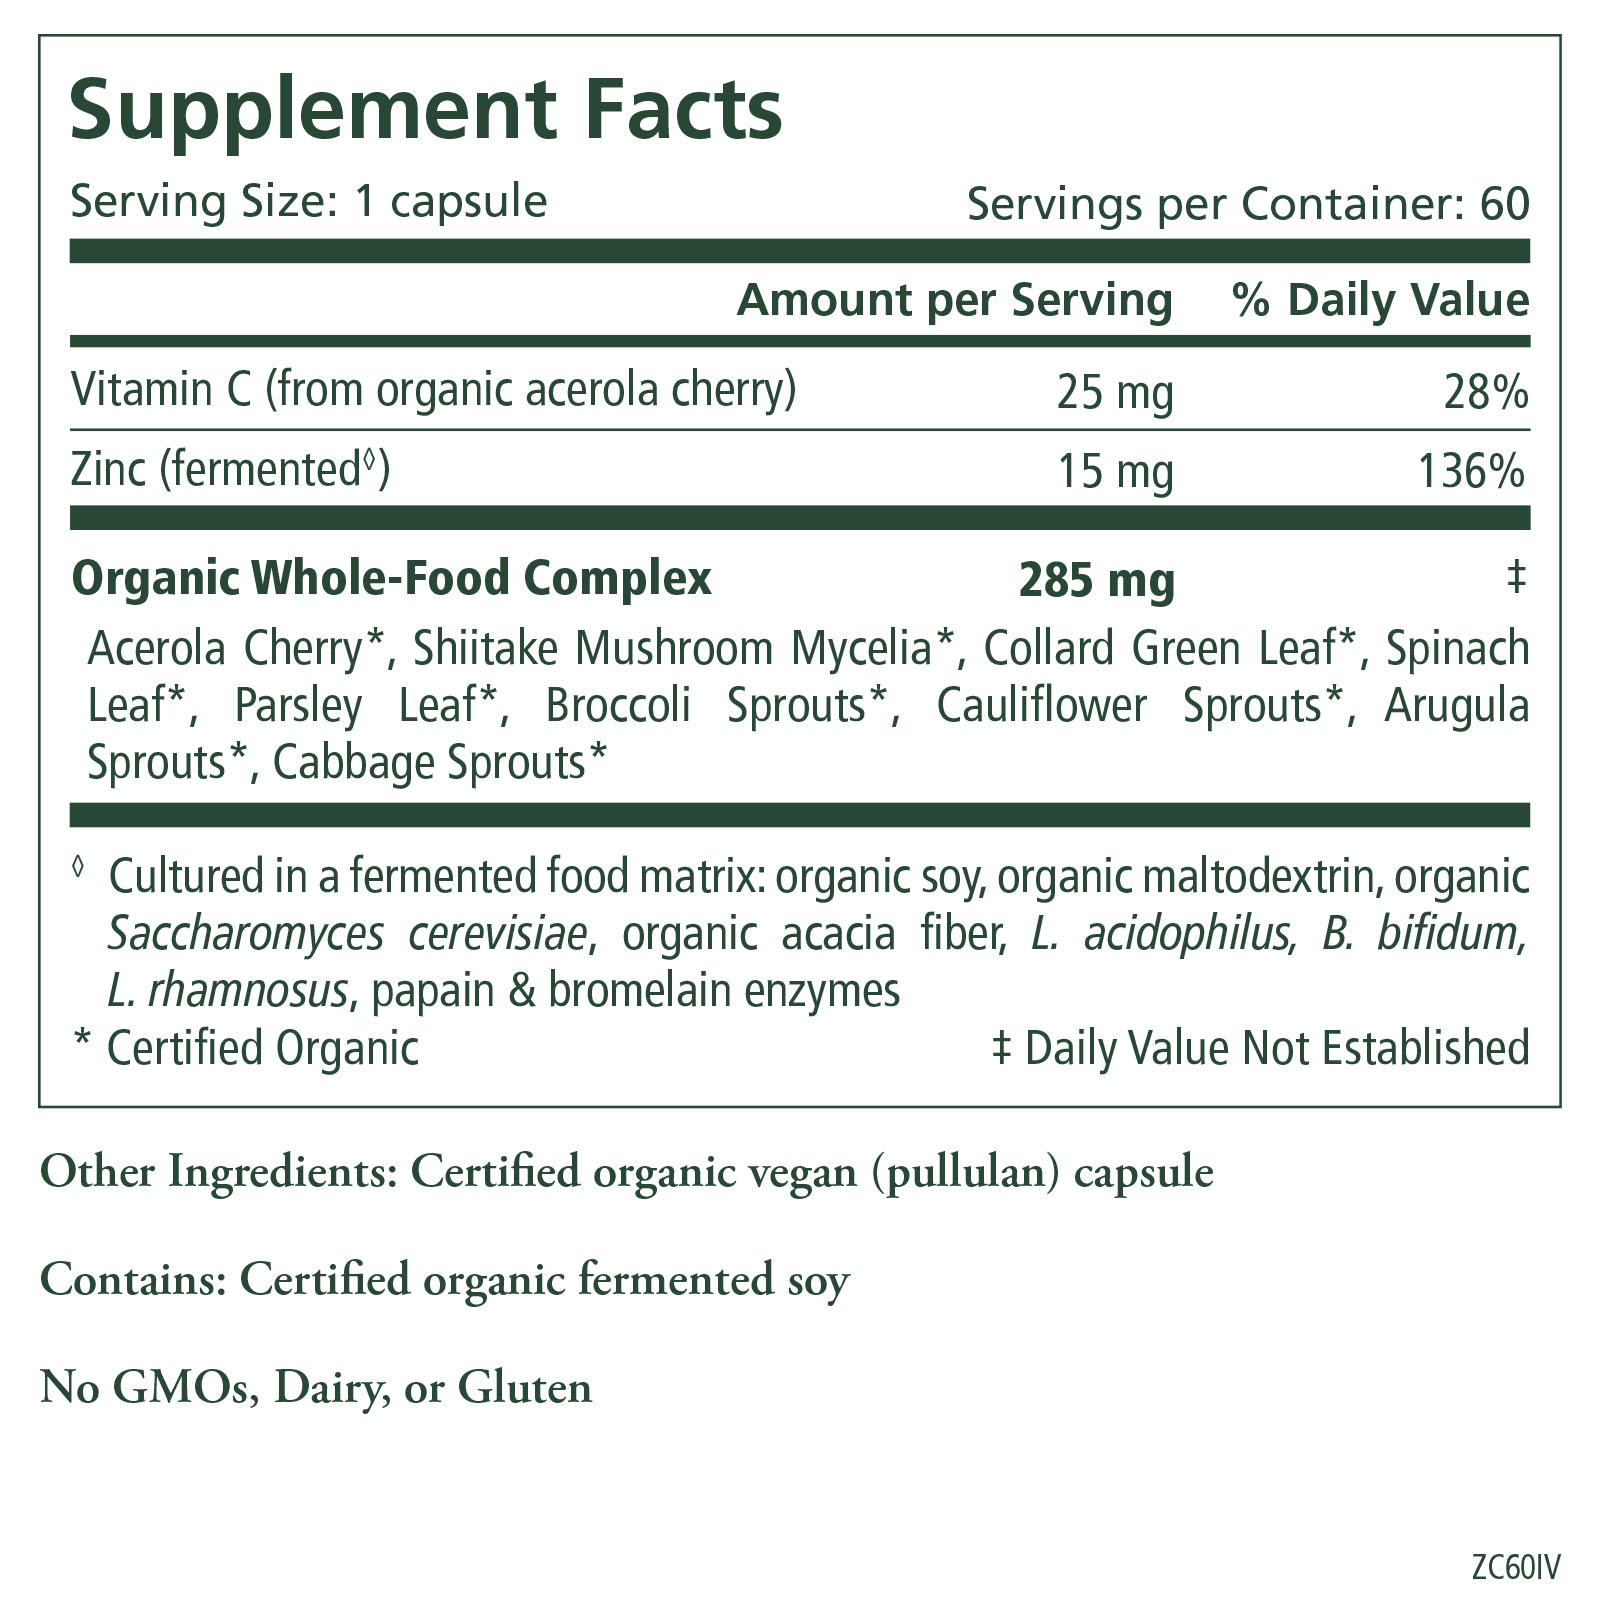 Supplement Facts
Serving Size: 1 capsule Servings per Container: 60
Amount per Serving % Daily Value
Vitamin C (from organic acerola cherry) 25 mg 28%
Zinc (fermented◊) 15 mg 136%
Organic Whole-Food Complex 285 mg ‡
Acerola Cherry*, Shiitake Mushroom Mycelia*, Collard Green Leaf*, Spinach
Leaf*, Parsley Leaf*, Broccoli Sprouts*, Cauliflower Sprouts*, Arugula
Sprouts*, Cabbage Sprouts*
◊ Cultured in a fermented food matrix: organic soy, organic maltodextrin, organic
Saccharomyces cerevisiae, organic acacia fiber, L. acidophilus, B. bifidum,
L. rhamnosus, papain & bromelain enzymes
* Certified Organic ‡ Daily Value Not Established
Other Ingredients: Certified organic vegan (pullulan) capsule
Contains: Certified organic fermented soy
No GMOs, Dairy, or Gluten
ZC60IV